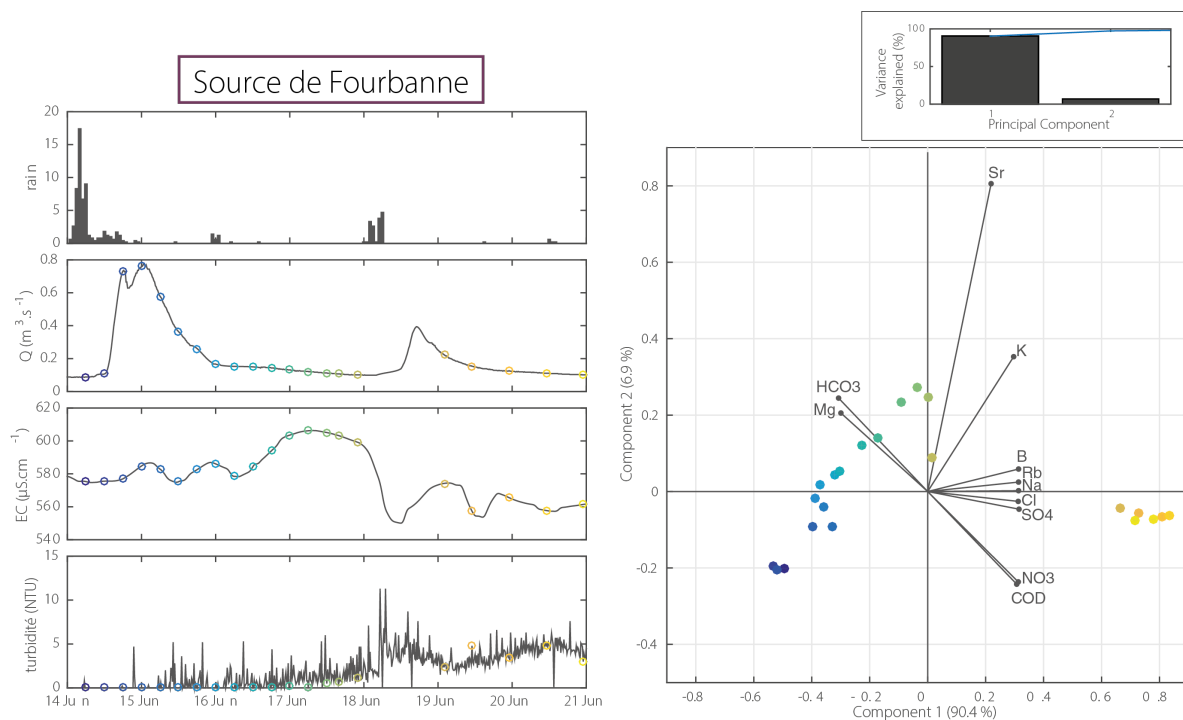 Source de Fourbanne
20
15
10
5
0
rain
0.8
0.6
0.4
0.2
0
Q (m³.s⁻¹)
620
600
580
560
540
EC (µS.cm⁻¹)
15
10
5
0
turbidité (NTU)
14 Jun 15 Jun 16 Jun 17 Jun 18 Jun 19 Jun 20 Jun 21 Jun
100
50
0
Variance
explained (%)
1 2
Principal Component
0.8
0.6
0.4
0.2
0
-0.2
-0.4
Component 2 (6.9 %)
Sr
K
HCO3
Mg
B
Rb
Na
Cl
SO4
NO3
COD
-0.8 -0.6 -0.4 -0.2 0 0.2 0.4 0.6 0.8
Component 1 (90.4 %)